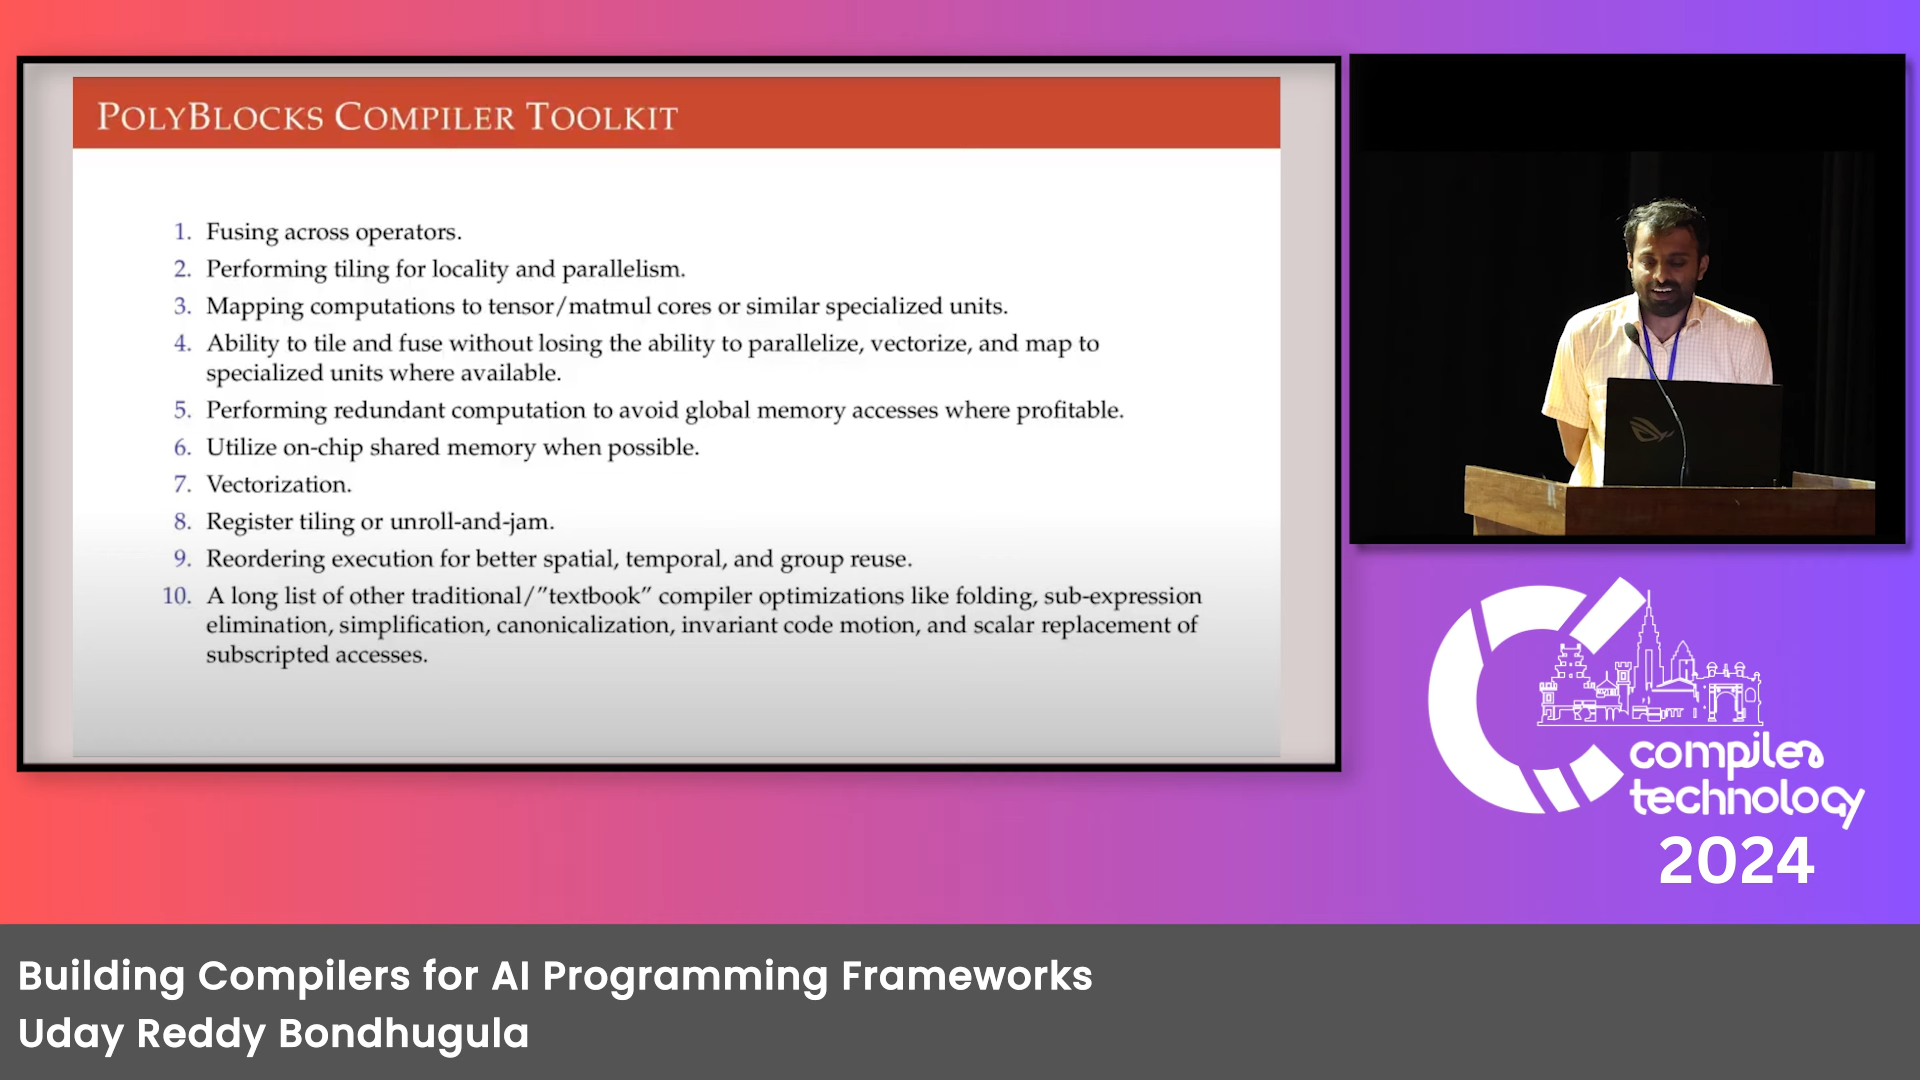 POLYBLOCKS COMPILER TOOLKIT
1. Fusing across operators.
2. Performing tiling for locality and parallelism.
3. Mapping computations to tensor/matmul cores or similar specialized units.
4. Ability to tile and fuse without losing the ability to parallelize, vectorize, and map to
specialized units where available.
5. Performing redundant computation to avoid global memory accesses where profitable.
6. Utilize on-chip shared memory when possible.
7. Vectorization.
8. Register tiling or unroll-and-jam.
9. Reordering execution for better spatial, temporal, and group reuse.
10. A long list of other traditional/”textbook” compiler optimizations like folding, sub-expression
elimination, simplification, canonicalization, invariant code motion, and scalar replacement of
subscripted accesses.
compiler
technology
2024
Building Compilers for AI Programming Frameworks
Uday Reddy Bondhugula